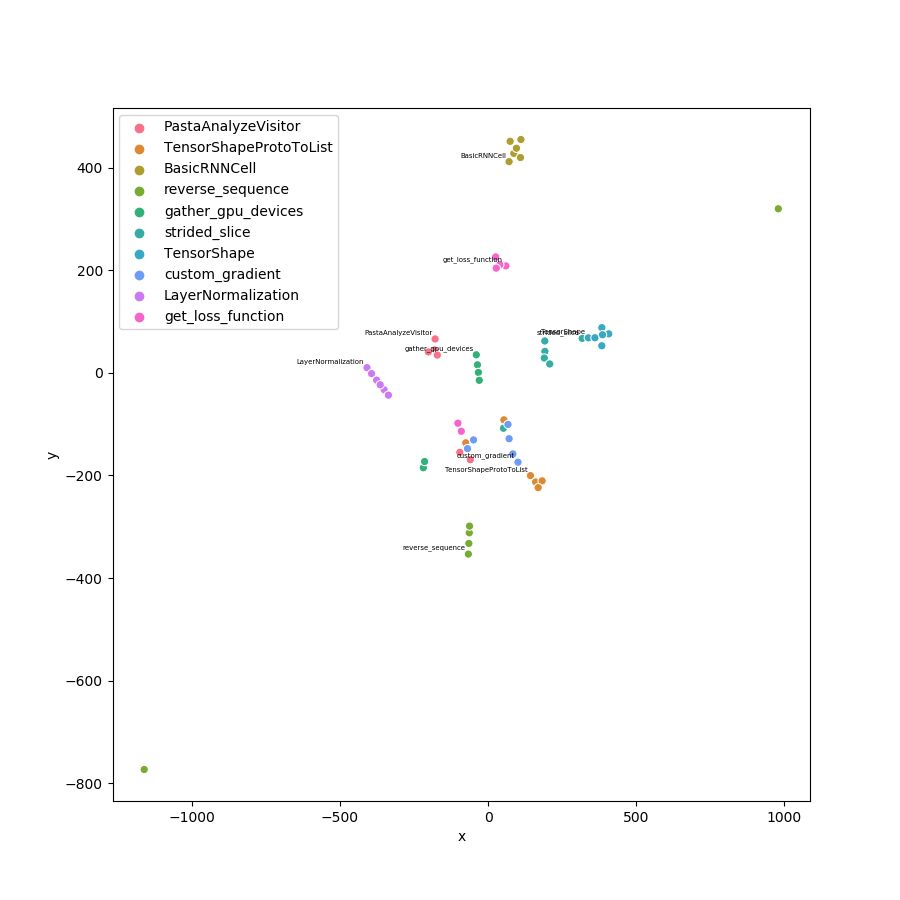 PastaAnalyzeVisitor
TensorShapeProtoToList
BasicRNNCell
reverse_sequence
gather_gpu_devices
strided_slice
TensorShape
custom_gradient
LayerNormalization
get_loss_function
BasicRNNCell
get_loss_function
PastaAnalyzeVisitor
strided_slice
TensorShape
gather_gpu_devices
LayerNormalization
custom_gradient
TensorShapeProtoToList
reverse_sequence
400
200
0
−200
−400
−600
−800
y
−1000
−500
0
500
1000
x